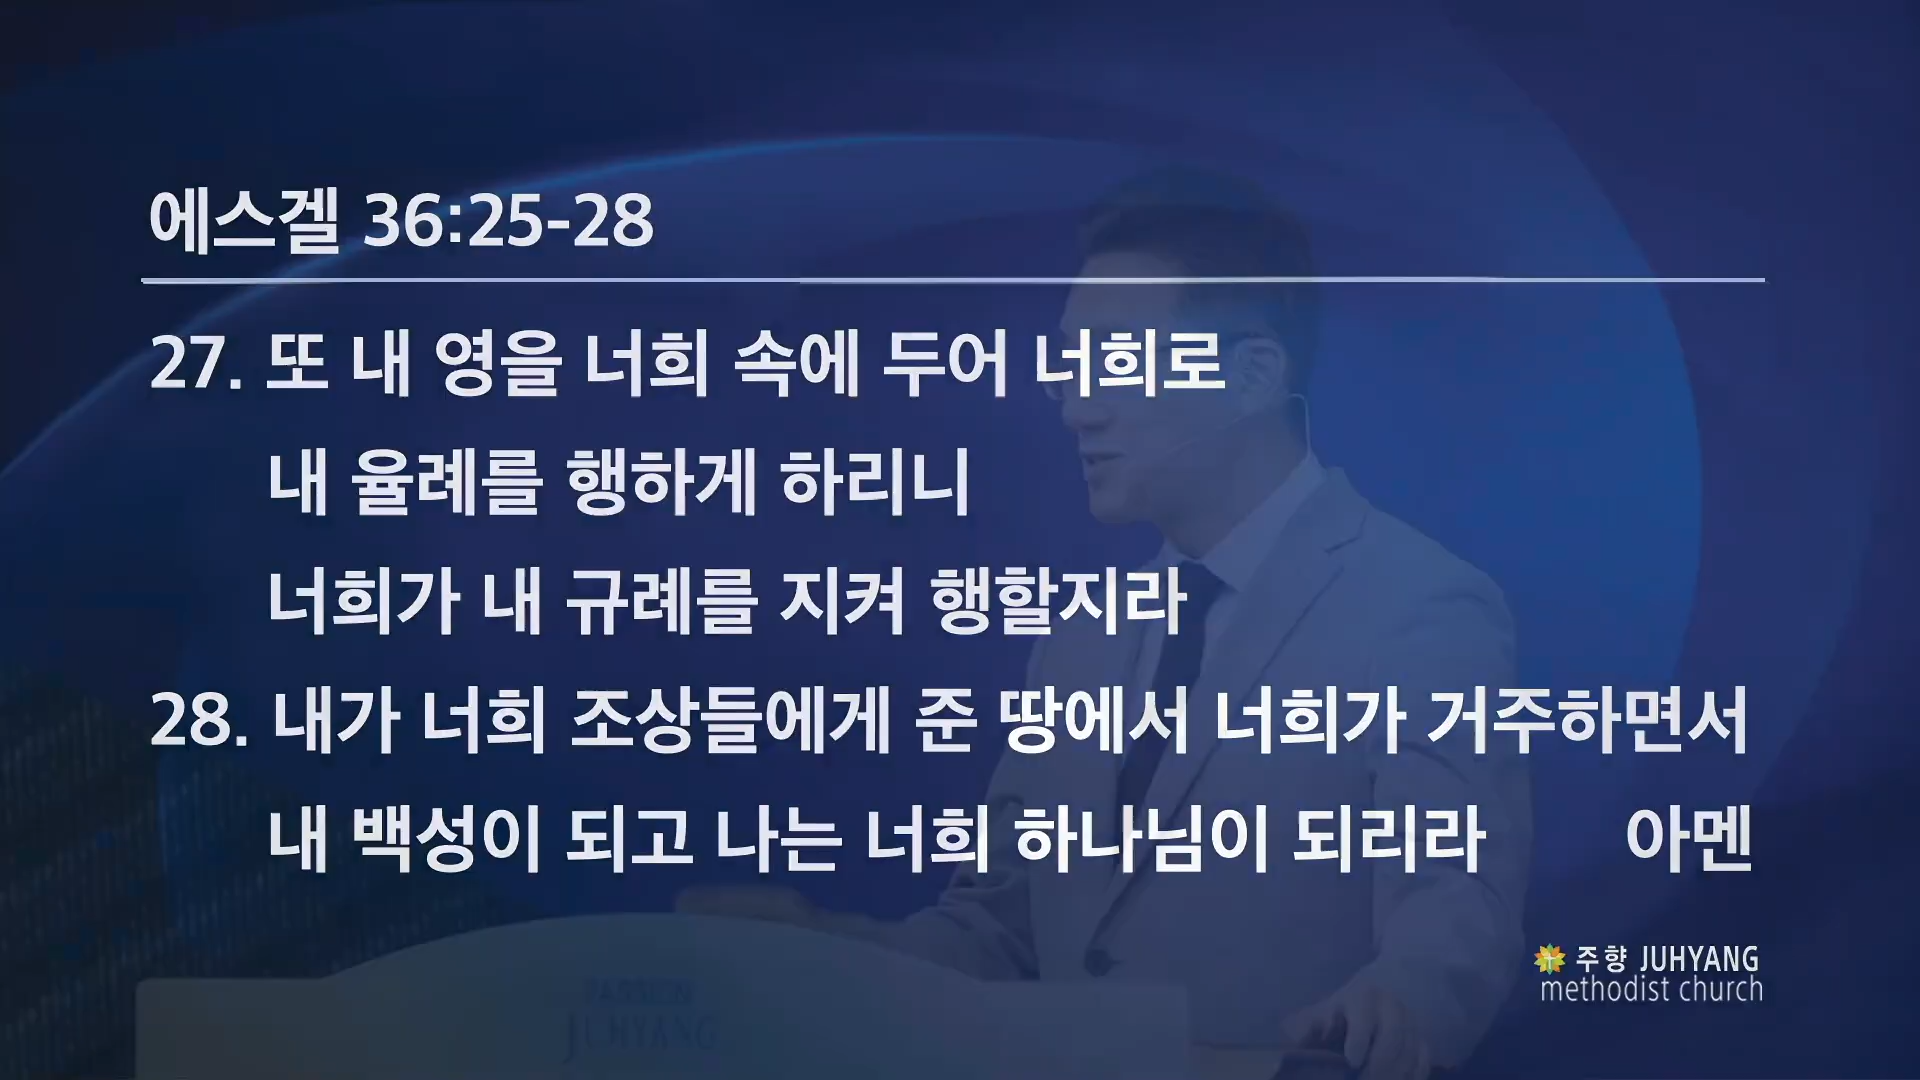 에스겔 36:25-28
27. 또 내 영을 너희 속에 두어 너희로
내 율례를 행하게 하리니
너희가 내 규례를 지켜 행할지라
28. 내가 너희 조상들에게 준 땅에서 너희가 거주하면서
내 백성이 되고 나는 너희 하나님이 되리라 아멘
주향 JUHYANG
methodist church
PASSION
JUHYANG